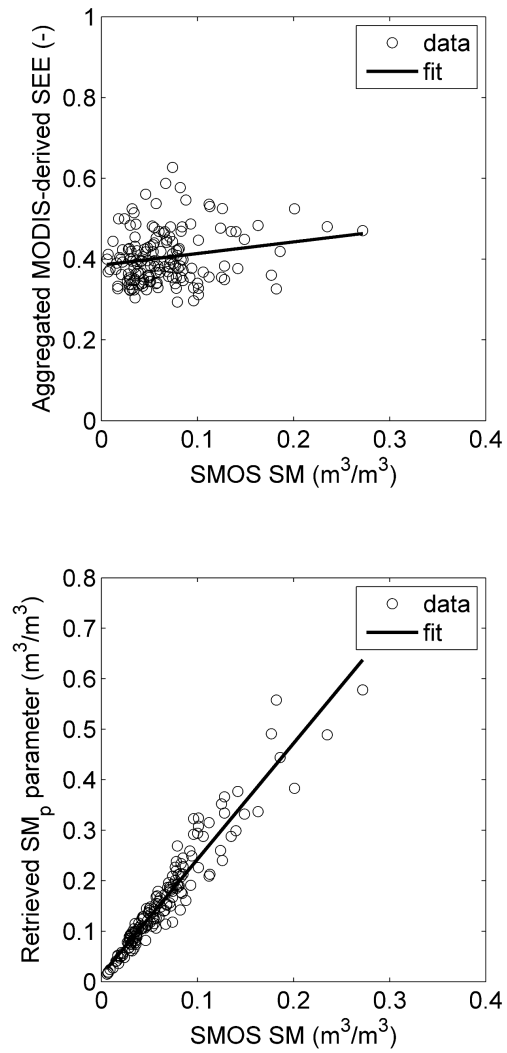 1
0.8
0.6
0.4
0.2
0
Aggregated MODIS-derived SEE (-)
data
fit
0 0.1 0.2 0.3 0.4
SMOS SM (m³/m³)
0.8
0.7
0.6
0.5
0.4
0.3
0.2
0.1
0
Retrieved SMₚ parameter (m³/m³)
data
fit
0 0.1 0.2 0.3 0.4
SMOS SM (m³/m³)